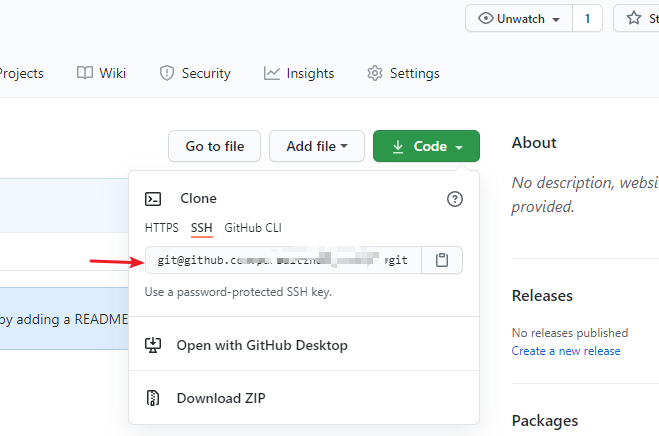 Unwatch 1 St
Projects Wiki Security Insights Settings
Go to file Add file Code
About
No description, websi
provided.
Clone
HTTPS SSH GitHub CLI
git@github.co git
Use a password-protected SSH key.
Releases
by adding a README
No releases published
Create a new release
Open with GitHub Desktop
Download ZIP
Packages